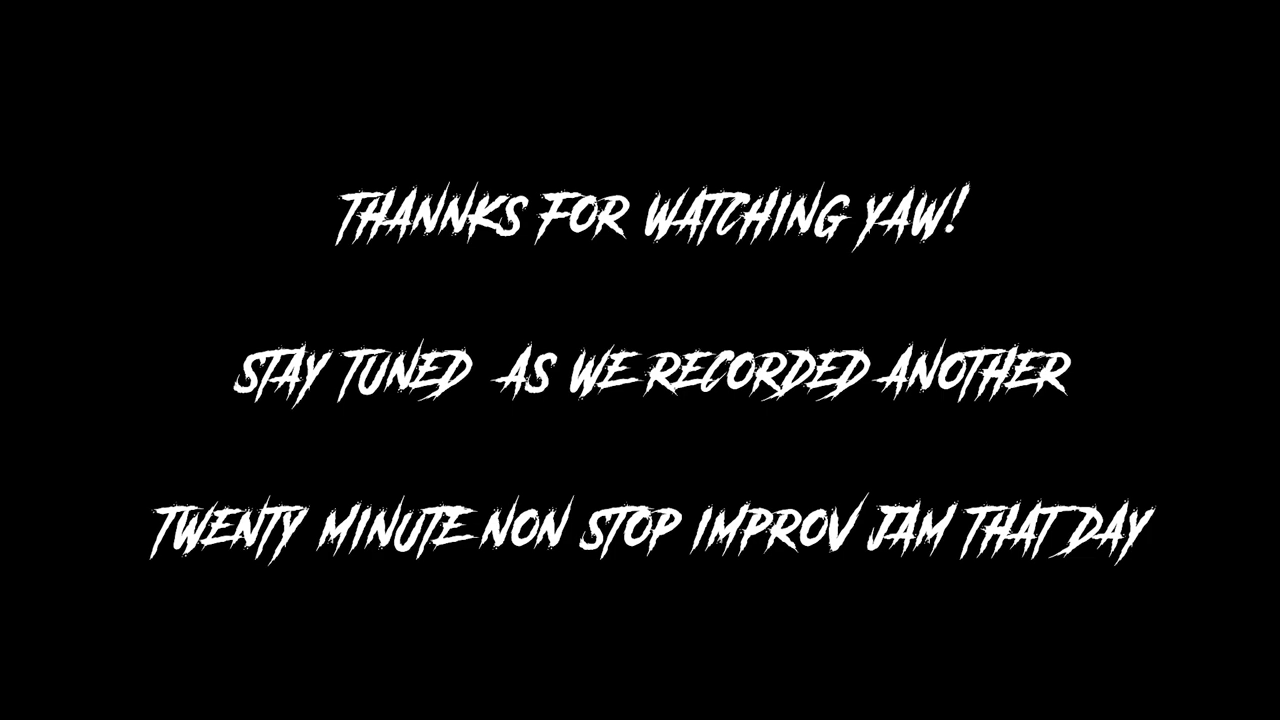 THANNKS FOR WATCHING YAW!
STAY TUNED AS WE RECORDED ANOTHER
TWENTY MINUTE NON STOP IMPROV JAM THAT DAY